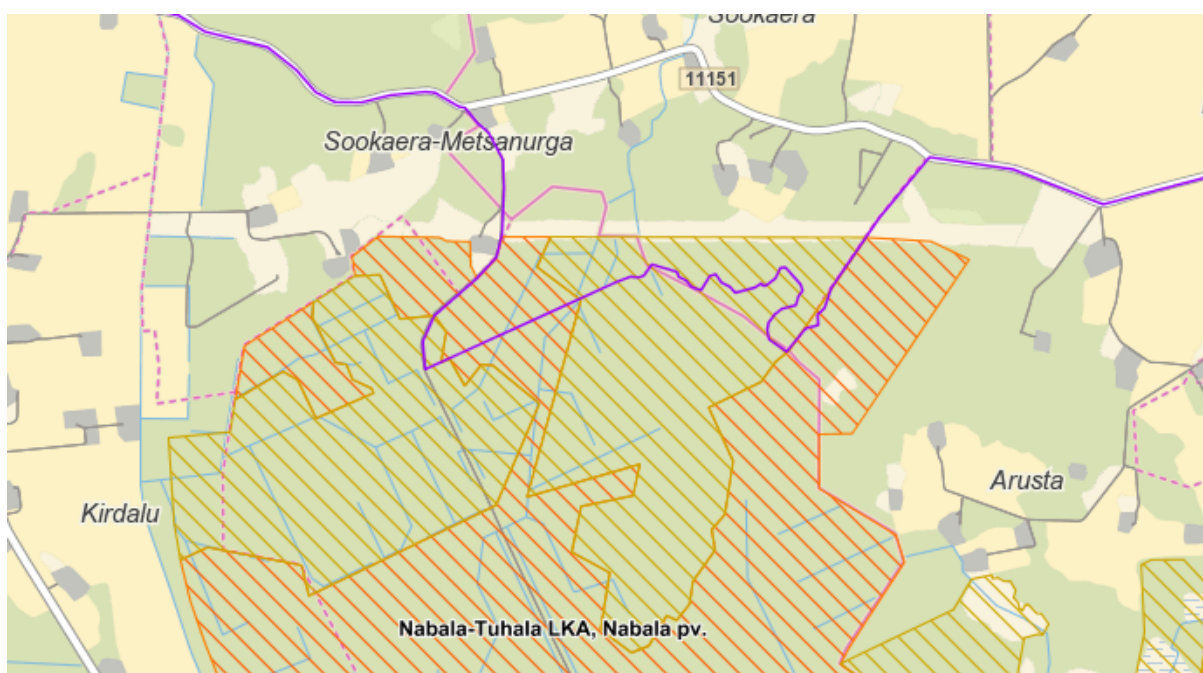 Sookaera
11151
Sookaera-Metsanurga
Arusta
Kirdalu
Nabala-Tuhala LKA, Nabala pv.